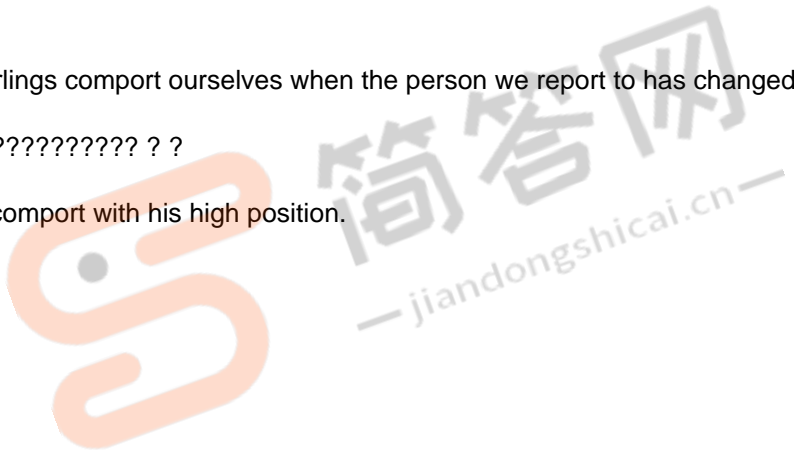 rlings comport ourselves when the person we report to has changed
?????????? ? ?
comport with his high position.
简答网
jiandongshicai.cn